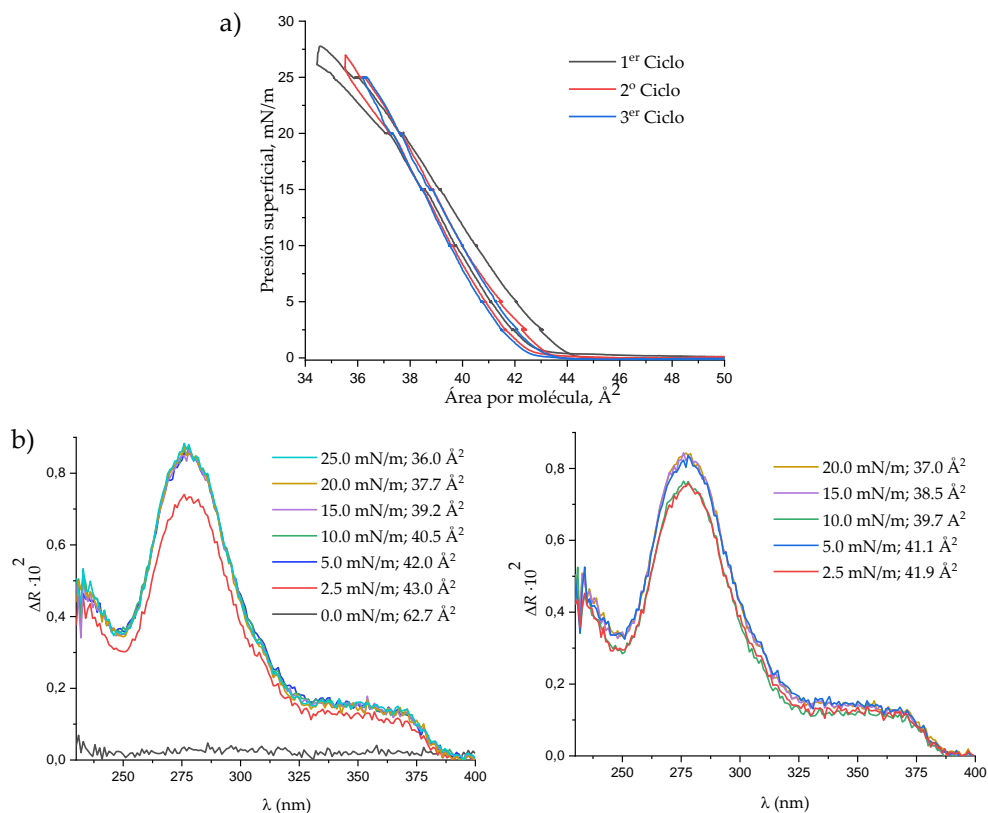 a)
30
25
20
15
10
5
0
Presión superficial, mN/m
1er Ciclo
2º Ciclo
3er Ciclo
34 36 38 40 42 44 46 48 50
Área por molécula, Å2
b)
0,8
0,6
0,4
0,2
0,0
ΔR · 10 2
25.0 mN/m; 36.0 Å2
20.0 mN/m; 37.7 Å2
15.0 mN/m; 39.2 Å2
10.0 mN/m; 40.5 Å2
5.0 mN/m; 42.0 Å2
2.5 mN/m; 43.0 Å2
0.0 mN/m; 62.7 Å2
250 275 300 325 350 375 400
λ (nm)
0,8
0,6
0,4
0,2
0,0
ΔR · 10 2
20.0 mN/m; 37.0 Å2
15.0 mN/m; 38.5 Å2
10.0 mN/m; 39.7 A2
5.0 mN/m; 41.1 Å2
2.5 mN/m; 41.9 Å2
250 275 300 325 350 375 400
λ (nm)